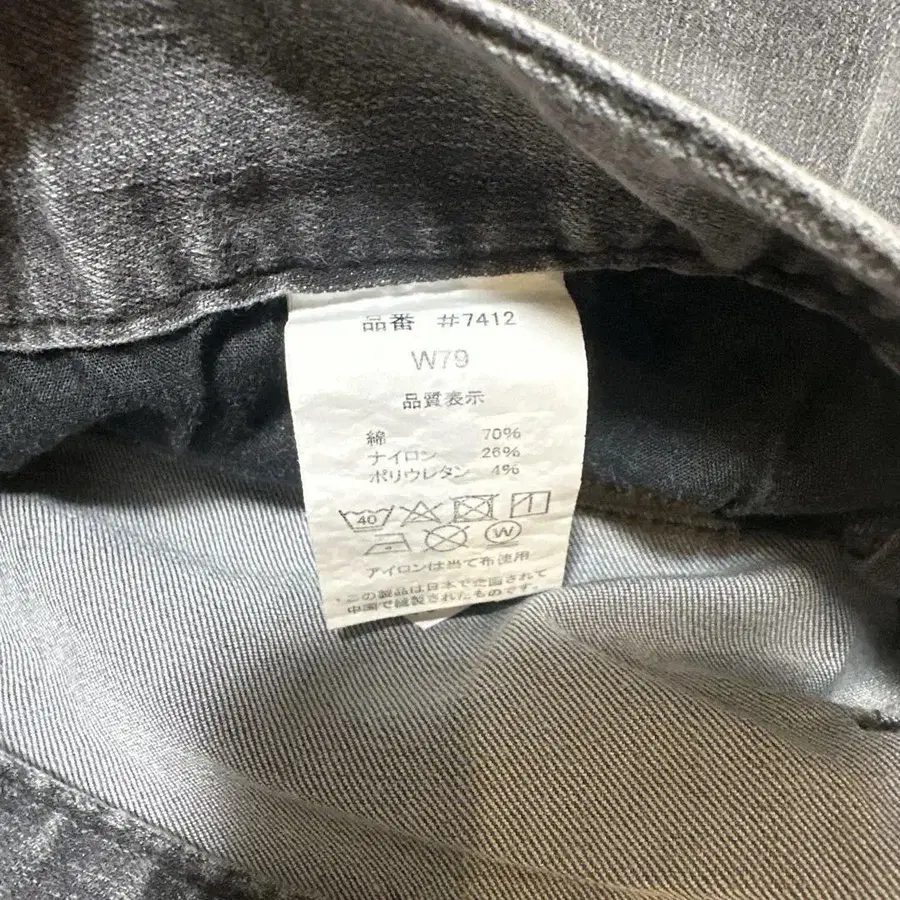 品番 #7412
W79
品質表示
綿 70%
ナイロン 26%
ポリウレタン 4%
40
W
アイロンは当て布使用
この製品は日本で企画されて
中国で縫製されたものです。